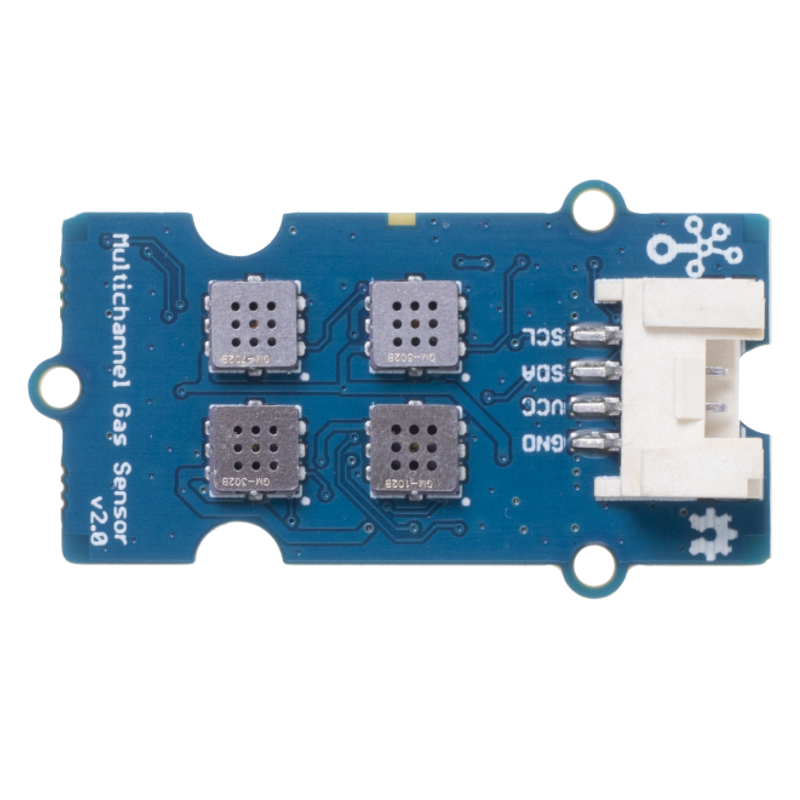 Multichannel Gas Sensor
v2.0
GM-702B
GM-502B
GM-302B
GM-102B
SCL
SDA
VCC
GND